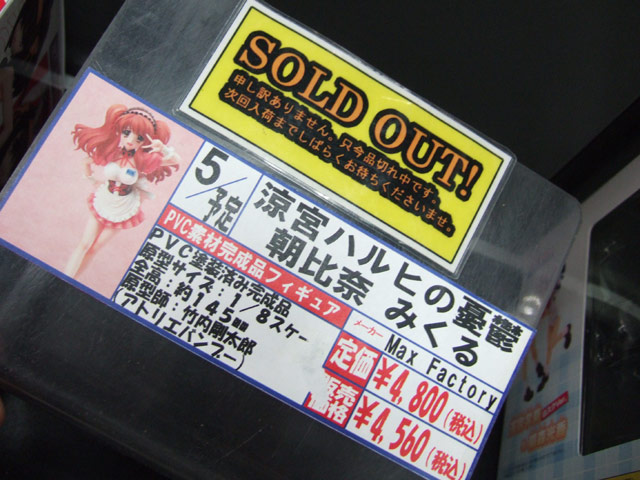 SOLD OUT!
申し訳ありません。只今品切れ中です。
次回入荷までしばらくお待ちくださいませ。
5/予定
涼宮ハルヒの憂鬱
朝比奈 みくる
PVC素材完成品フィギュア
PVC塗装済み完成品
原型サイズ:1/8スケー
全高:約145mm
原型師:竹内剛太郎
(アトリエバンブー)
メーカー Max Factory
定価 ¥4,800(税込)
販売価格 ¥4,560(税込)